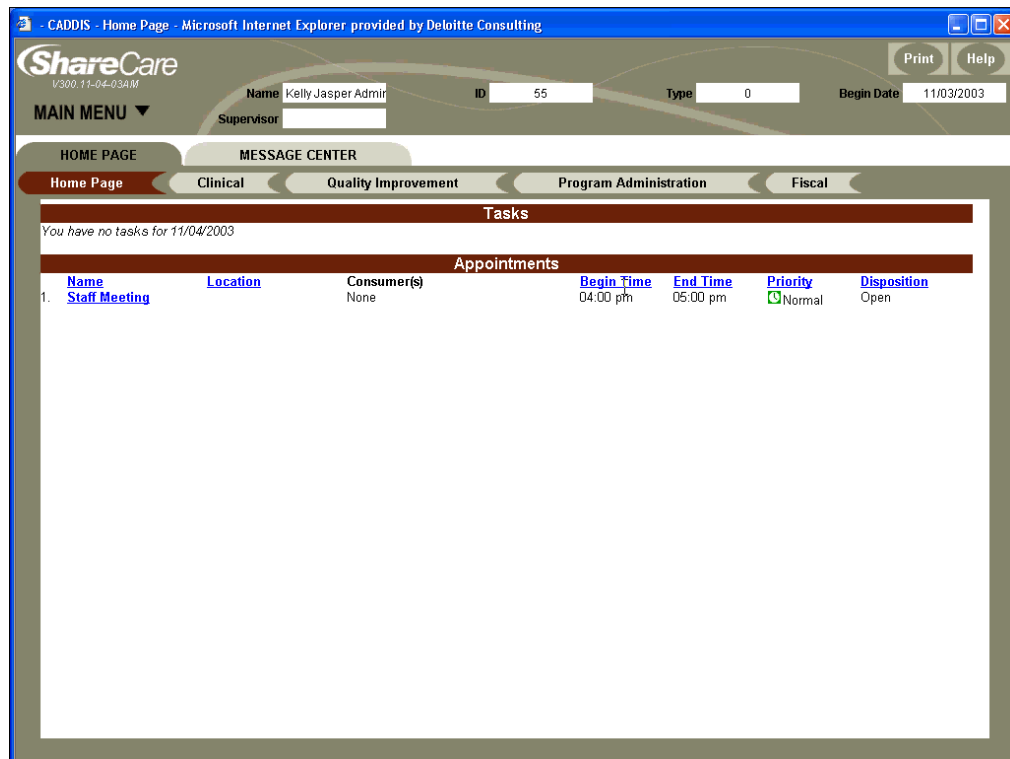 - CADDIS - Home Page - Microsoft Internet Explorer provided by Deloitte Consulting
ShareCare
Print Help
V300.11-04-03AM
Name Kelly Jasper Admir ID 55 Type 0 Begin Date 11/03/2003
MAIN MENU
Supervisor
HOME PAGE MESSAGE CENTER
Home Page Clinical Quality Improvement Program Administration Fiscal
Tasks
You have no tasks for 11/04/2003
Appointments
Name Location Consumer(s) Begin Time End Time Priority Disposition
1. Staff Meeting None 04:00 pm 05:00 pm Normal Open